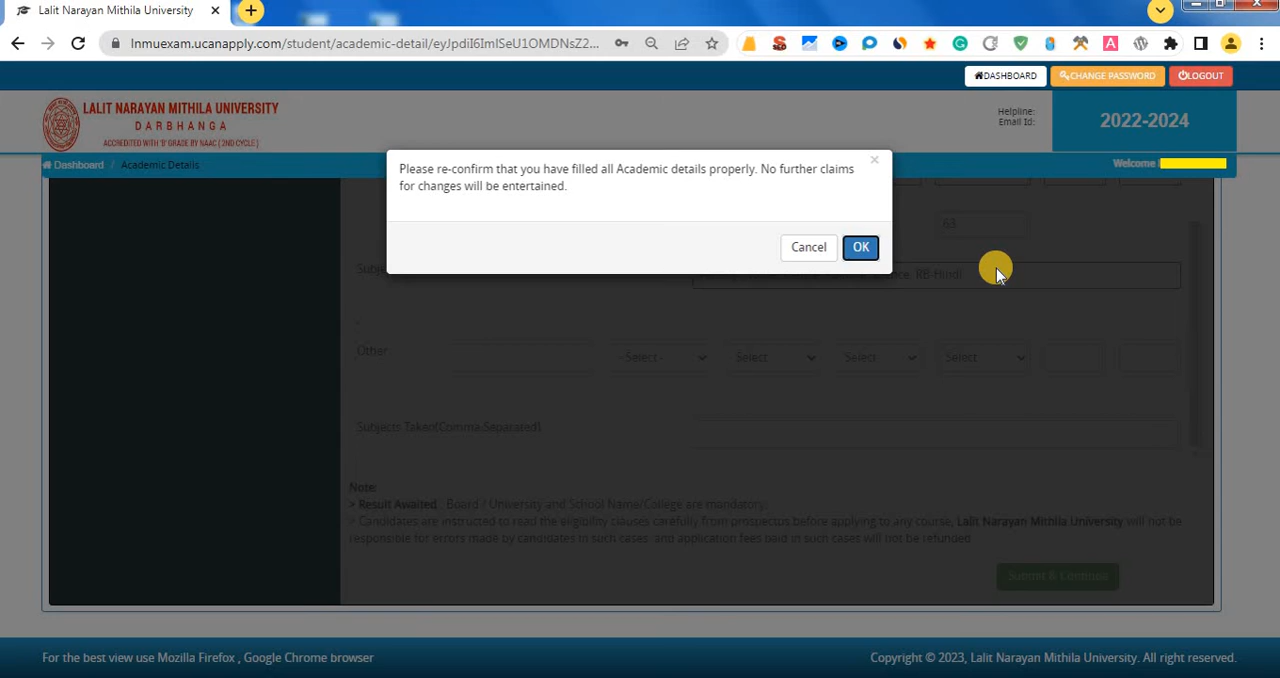 Lalit Narayan Mithila University
lnmuexam.ucanapply.com/student/academic-detail/eyJpdiI6ImlSeU1OMDNsZ2...
DASHBOARD CHANGE PASSWORD LOGOUT
LALIT NARAYAN MITHILA UNIVERSITY
DARBHANGA
ACCREDITED WITH 'B' GRADE BY NAAC ( 2ND CYCLE )
Helpline:
Email Id:
2022-2024
Dashboard / Academic Details
Welcome
Please re-confirm that you have filled all Academic details properly. No further claims
for changes will be entertained.
63
Cancel OK
RB-Hindi
Other
-Select- Select Select Select
Subjects Taken(Comma Separated)
Note:
> Result Awaited : Board / University and School Name/College are mandatory.
> Candidates are instructed to read the eligibility clauses carefully from prospectus before applying to any course, Lalit Narayan Mithila University will not be
responsible for errors made by candidates in such cases, and application fees paid in such cases will not be refunded
Submit & Continue
For the best view use Mozilla Firefox , Google Chrome browser
Copyright © 2023, Lalit Narayan Mithila University. All right reserved.